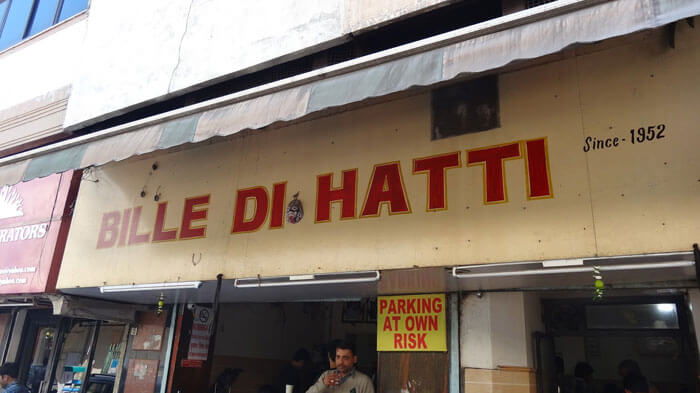 BILLE DI HATTI
Since - 1952
RATORS
PARKING
AT OWN
RISK